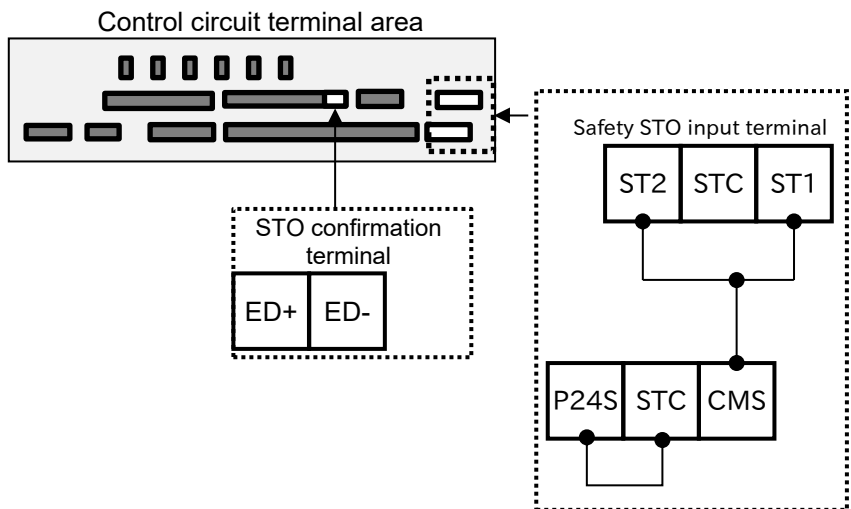 Control circuit terminal area
Safety STO input terminal
ST2 STC ST1
STO confirmation
terminal
ED+ ED-
P24S STC CMS